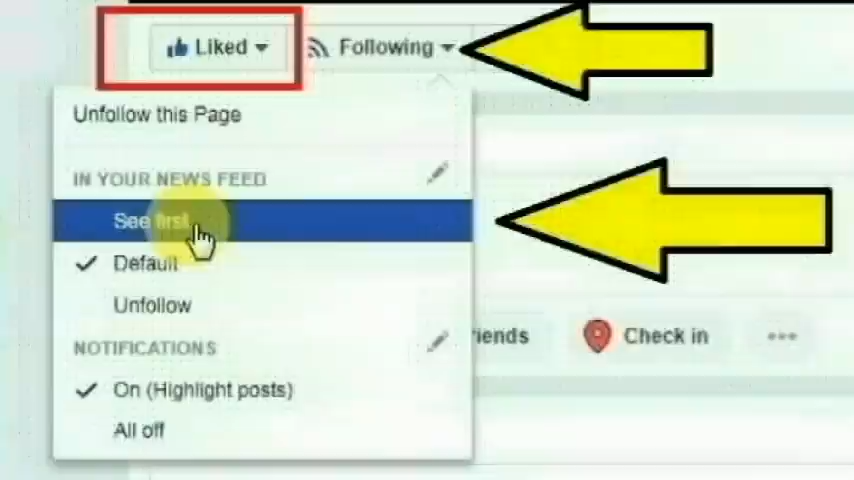 Liked
Following
Unfollow this Page
IN YOUR NEWS FEED
See first
Default
Unfollow
riends
Check in
NOTIFICATIONS
On (Highlight posts)
All off